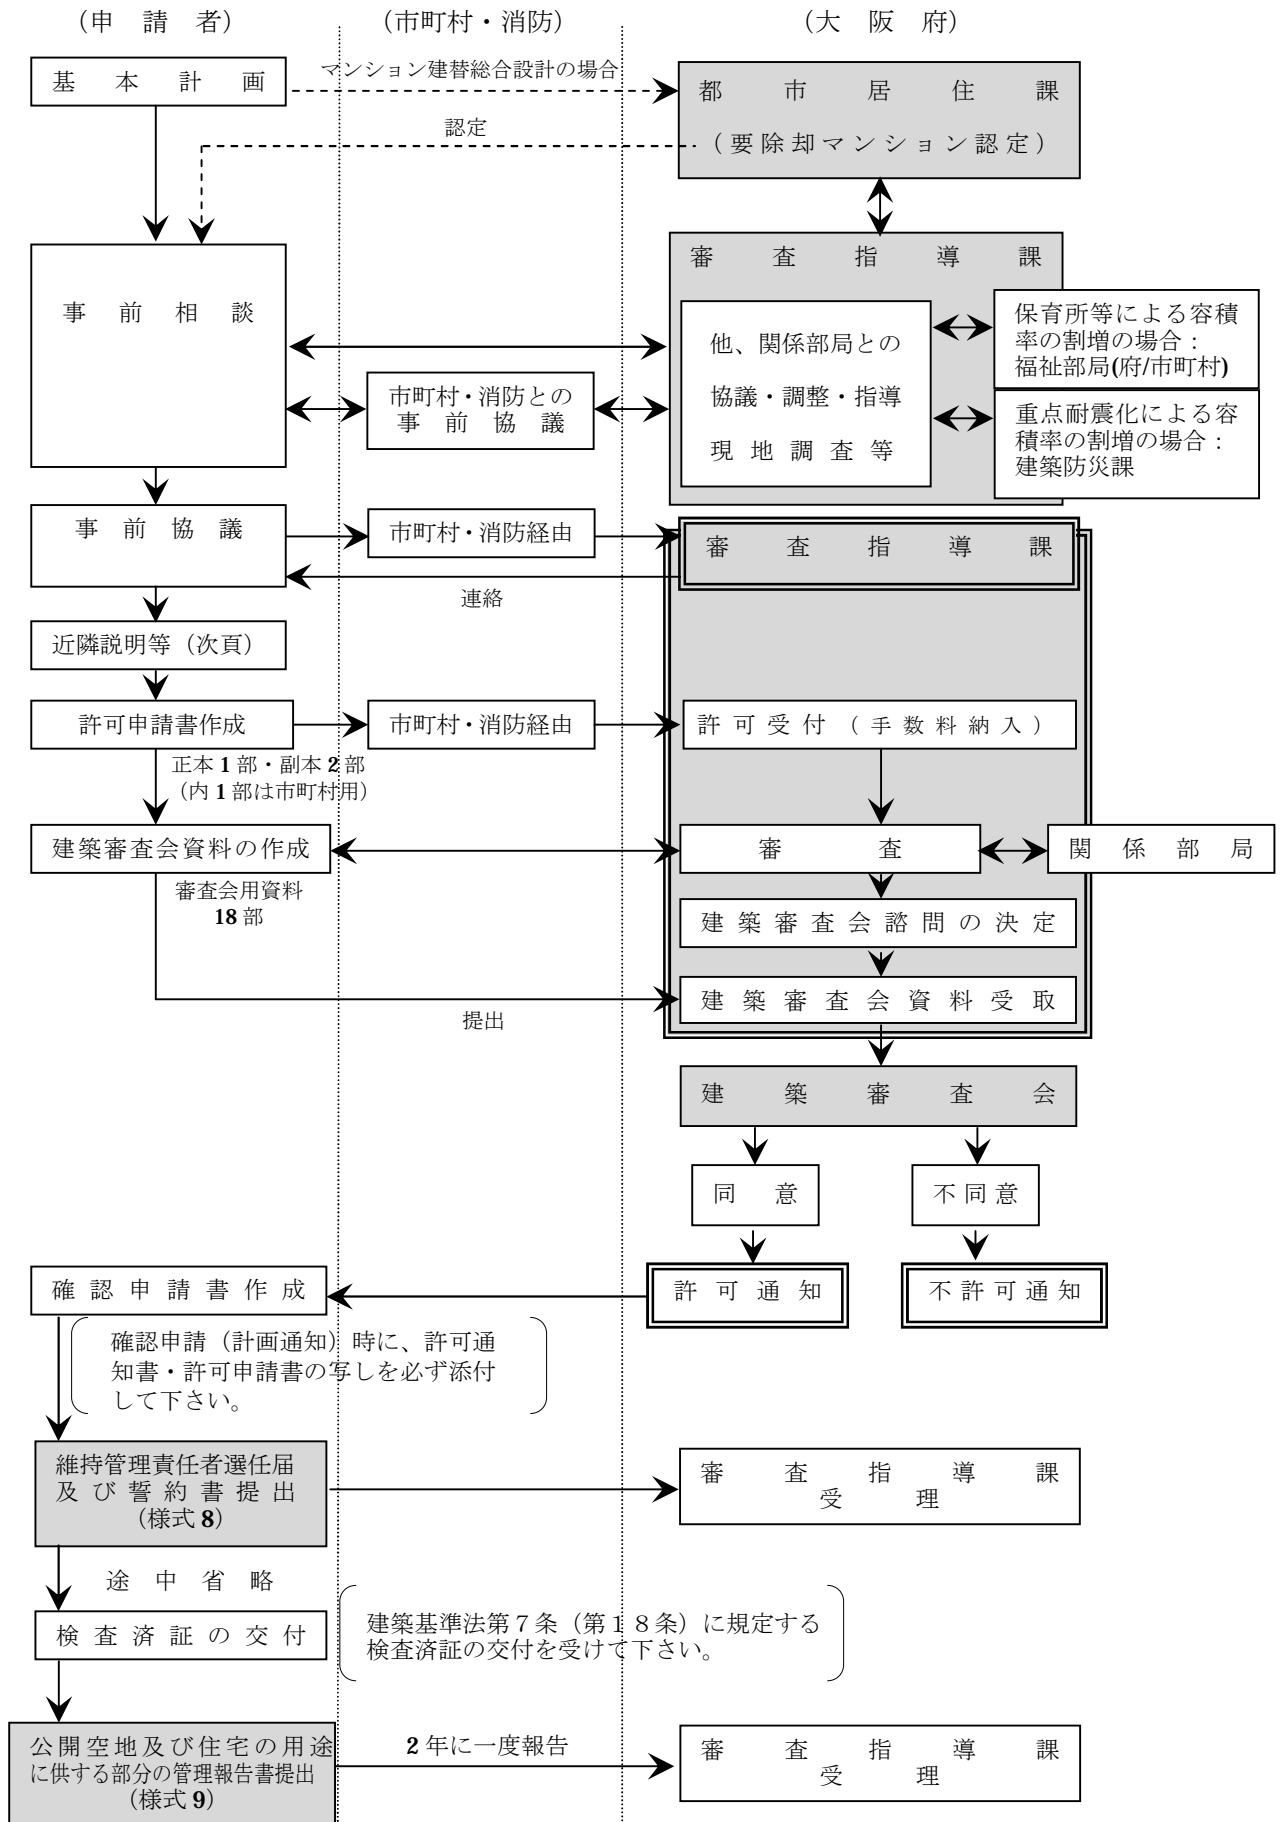 （申　請　者）
（市町村・消防）
（大　阪　府）
基　本　計　画
マンション建替総合設計の場合
都　市　居　住　課
（要除却マンション認定）
認定
審　査　指　導　課
事　前　相　談
他、関係部局との
協議・調整・指導
現地調査等
保育所等による容積
率の割増の場合：
福祉部局(府/市町村)
市町村・消防との
事　前　協　議
重点耐震化による容
積率の割増の場合：
建築防災課
事　前　協　議
市町村・消防経由
審　査　指　導　課
連絡
近隣説明等（次頁）
許可申請書作成
市町村・消防経由
許可受付（手数料納入）
正本 1 部・副本 2 部
（内 1 部は市町村用）
建築審査会資料の作成
審　査
関　係　部　局
審査会用資料
18 部
建築審査会諮問の決定
建築審査会資料受取
提出
建　築　審　査　会
同　意
不同意
確認申請書作成
許可通知
不許可通知
確認申請（計画通知）時に、許可通
知書・許可申請書の写しを必ず添付
して下さい。
維持管理責任者選任届
及び誓約書提出
（様式 8）
審　査　指　導　課
受　理
途　中　省　略
検査済証の交付
建築基準法第７条（第１８条）に規定する
検査済証の交付を受けて下さい。
公開空地及び住宅の用途
に供する部分の管理報告書提出
（様式 9）
2 年に一度報告
審　査　指　導　課
受　理